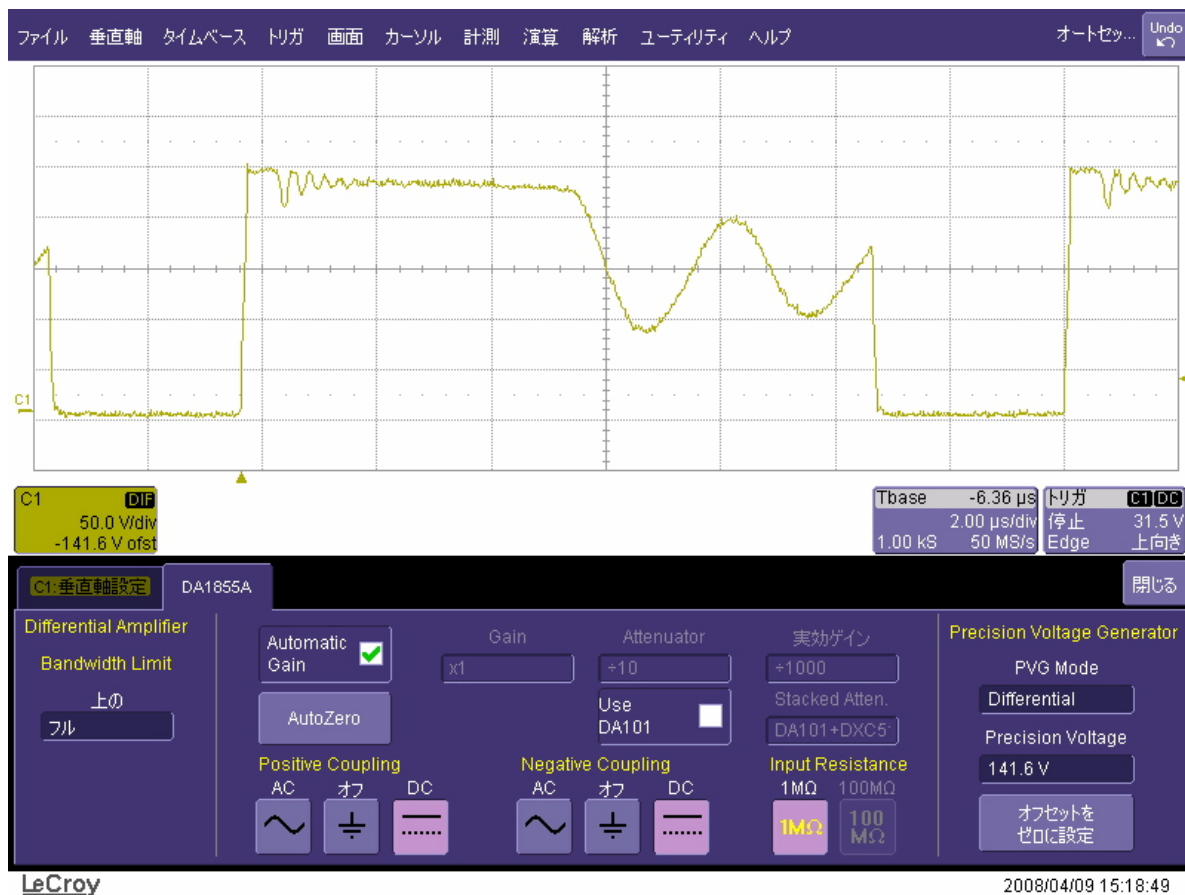 ファイル 垂直軸 タイムベース トリガ 画面 カーソル 計測 演算 解析 ユーティリティ ヘルプ オートセッ... Undo
C1
C1 DIF
50.0 V/div
-141.6 V ofst
Tbase -6.36 µs
2.00 µs/div
1.00 kS 50 MS/s
トリガ C1 DC
停止 31.5 V
Edge 上向き
C1:垂直軸設定 DA1855A 閉じる
Differential Amplifier
Bandwidth Limit
上の
フル
Automatic
Gain
AutoZero
Gain
x1
Attenuator
÷10
Use
DA101
実効ゲイン
÷1000
Stacked Atten.
DA101+DXC5
Positive Coupling
AC オフ DC
Negative Coupling
AC オフ DC
Input Resistance
1MΩ 100MΩ
1MΩ 100
MΩ
Precision Voltage Generator
PVG Mode
Differential
Precision Voltage
141.6 V
オフセットを
ゼロに設定
LeCroy 2008/04/09 15:18:49